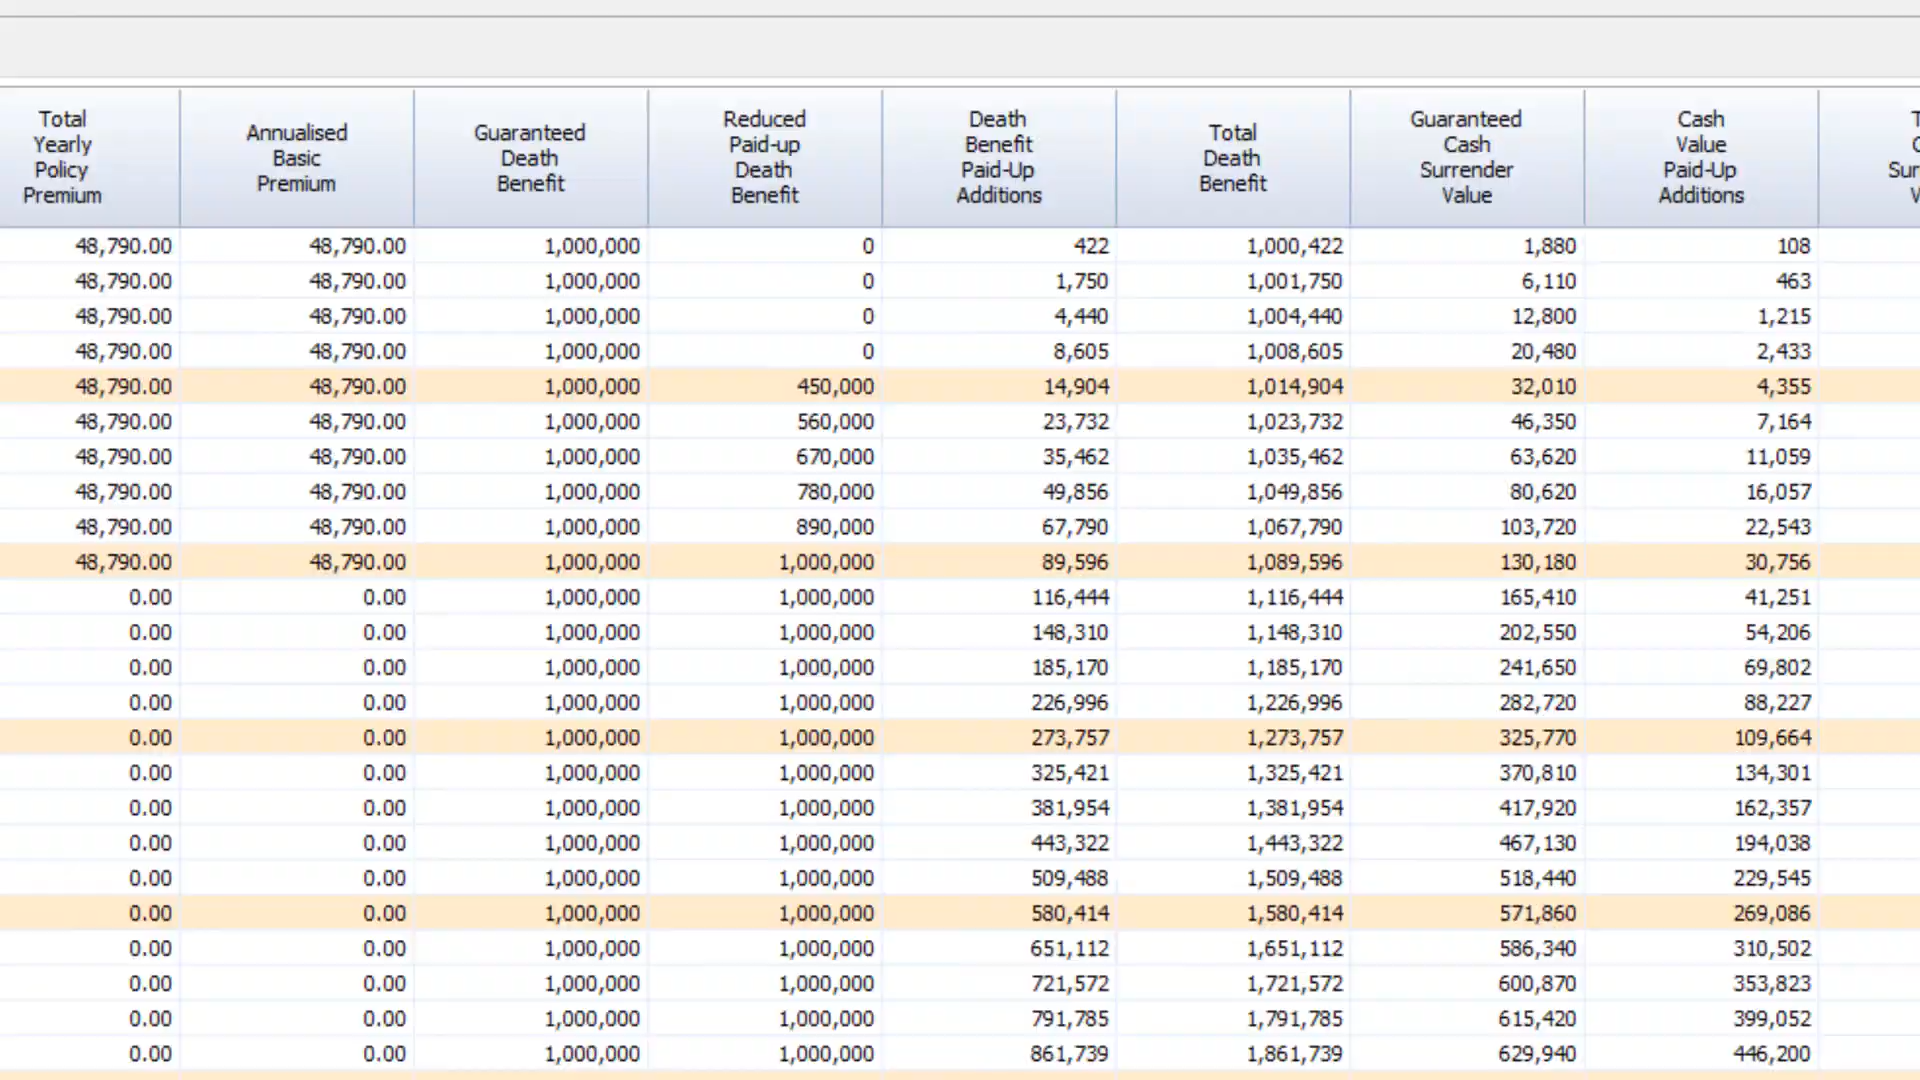 Total Yearly Policy Premium Annualised Basic Premium Guaranteed Death Benefit Reduced Paid-up Death Benefit Death Benefit Paid-Up Additions Total Death Benefit Guaranteed Cash Surrender Value Cash Value Paid-Up Additions
48,790.00 48,790.00 1,000,000 0 422 1,000,422 1,880 108
48,790.00 48,790.00 1,000,000 0 1,750 1,001,750 6,110 463
48,790.00 48,790.00 1,000,000 0 4,440 1,004,440 12,800 1,215
48,790.00 48,790.00 1,000,000 0 8,605 1,008,605 20,480 2,433
48,790.00 48,790.00 1,000,000 450,000 14,904 1,014,904 32,010 4,355
48,790.00 48,790.00 1,000,000 560,000 23,732 1,023,732 46,350 7,164
48,790.00 48,790.00 1,000,000 670,000 35,462 1,035,462 63,620 11,059
48,790.00 48,790.00 1,000,000 780,000 49,856 1,049,856 80,620 16,057
48,790.00 48,790.00 1,000,000 890,000 67,790 1,067,790 103,720 22,543
48,790.00 48,790.00 1,000,000 1,000,000 89,596 1,089,596 130,180 30,756
0.00 0.00 1,000,000 1,000,000 116,444 1,116,444 165,410 41,251
0.00 0.00 1,000,000 1,000,000 148,310 1,148,310 202,550 54,206
0.00 0.00 1,000,000 1,000,000 185,170 1,185,170 241,650 69,802
0.00 0.00 1,000,000 1,000,000 226,996 1,226,996 282,720 88,227
0.00 0.00 1,000,000 1,000,000 273,757 1,273,757 325,770 109,664
0.00 0.00 1,000,000 1,000,000 325,421 1,325,421 370,810 134,301
0.00 0.00 1,000,000 1,000,000 381,954 1,381,954 417,920 162,357
0.00 0.00 1,000,000 1,000,000 443,322 1,443,322 467,130 194,038
0.00 0.00 1,000,000 1,000,000 509,488 1,509,488 518,440 229,545
0.00 0.00 1,000,000 1,000,000 580,414 1,580,414 571,860 269,086
0.00 0.00 1,000,000 1,000,000 651,112 1,651,112 586,340 310,502
0.00 0.00 1,000,000 1,000,000 721,572 1,721,572 600,870 353,823
0.00 0.00 1,000,000 1,000,000 791,785 1,791,785 615,420 399,052
0.00 0.00 1,000,000 1,000,000 861,739 1,861,739 629,940 446,200